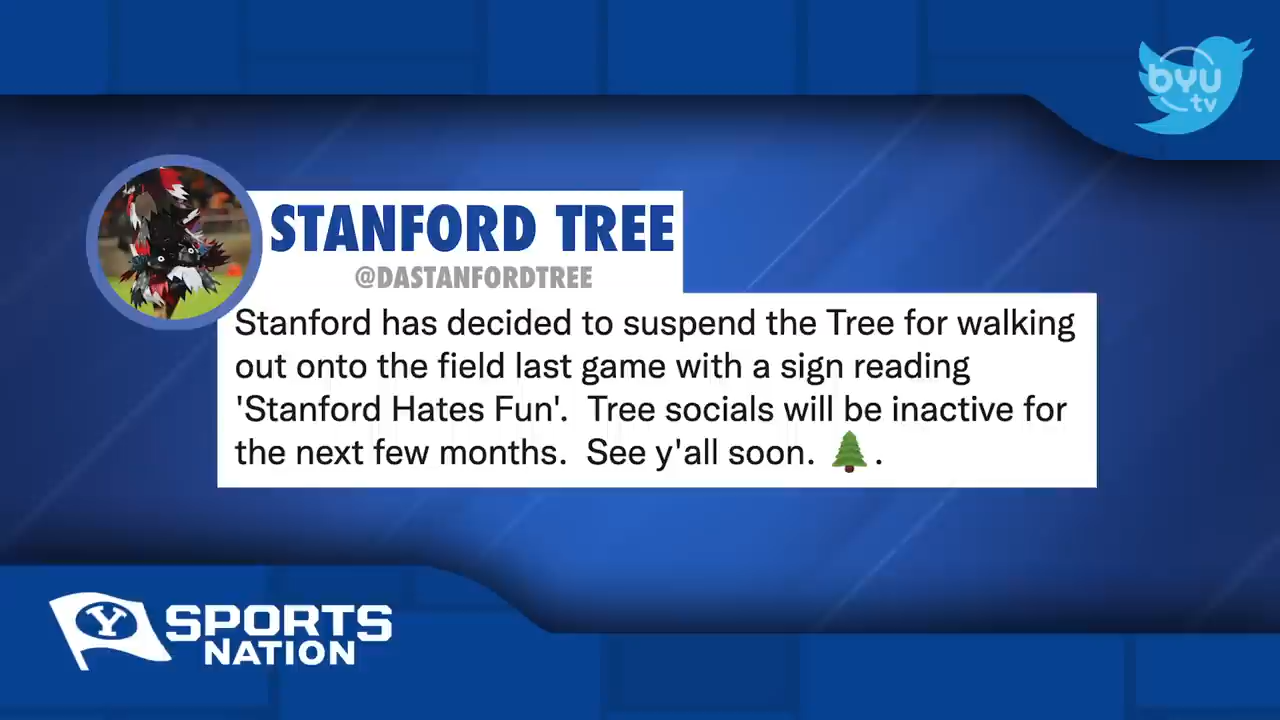 byu
tv
STANFORD TREE
@DASTANFORDTREE
Stanford has decided to suspend the Tree for walking
out onto the field last game with a sign reading
'Stanford Hates Fun'.  Tree socials will be inactive for
the next few months.  See y'all soon. 🌲.
Y SPORTS
NATION